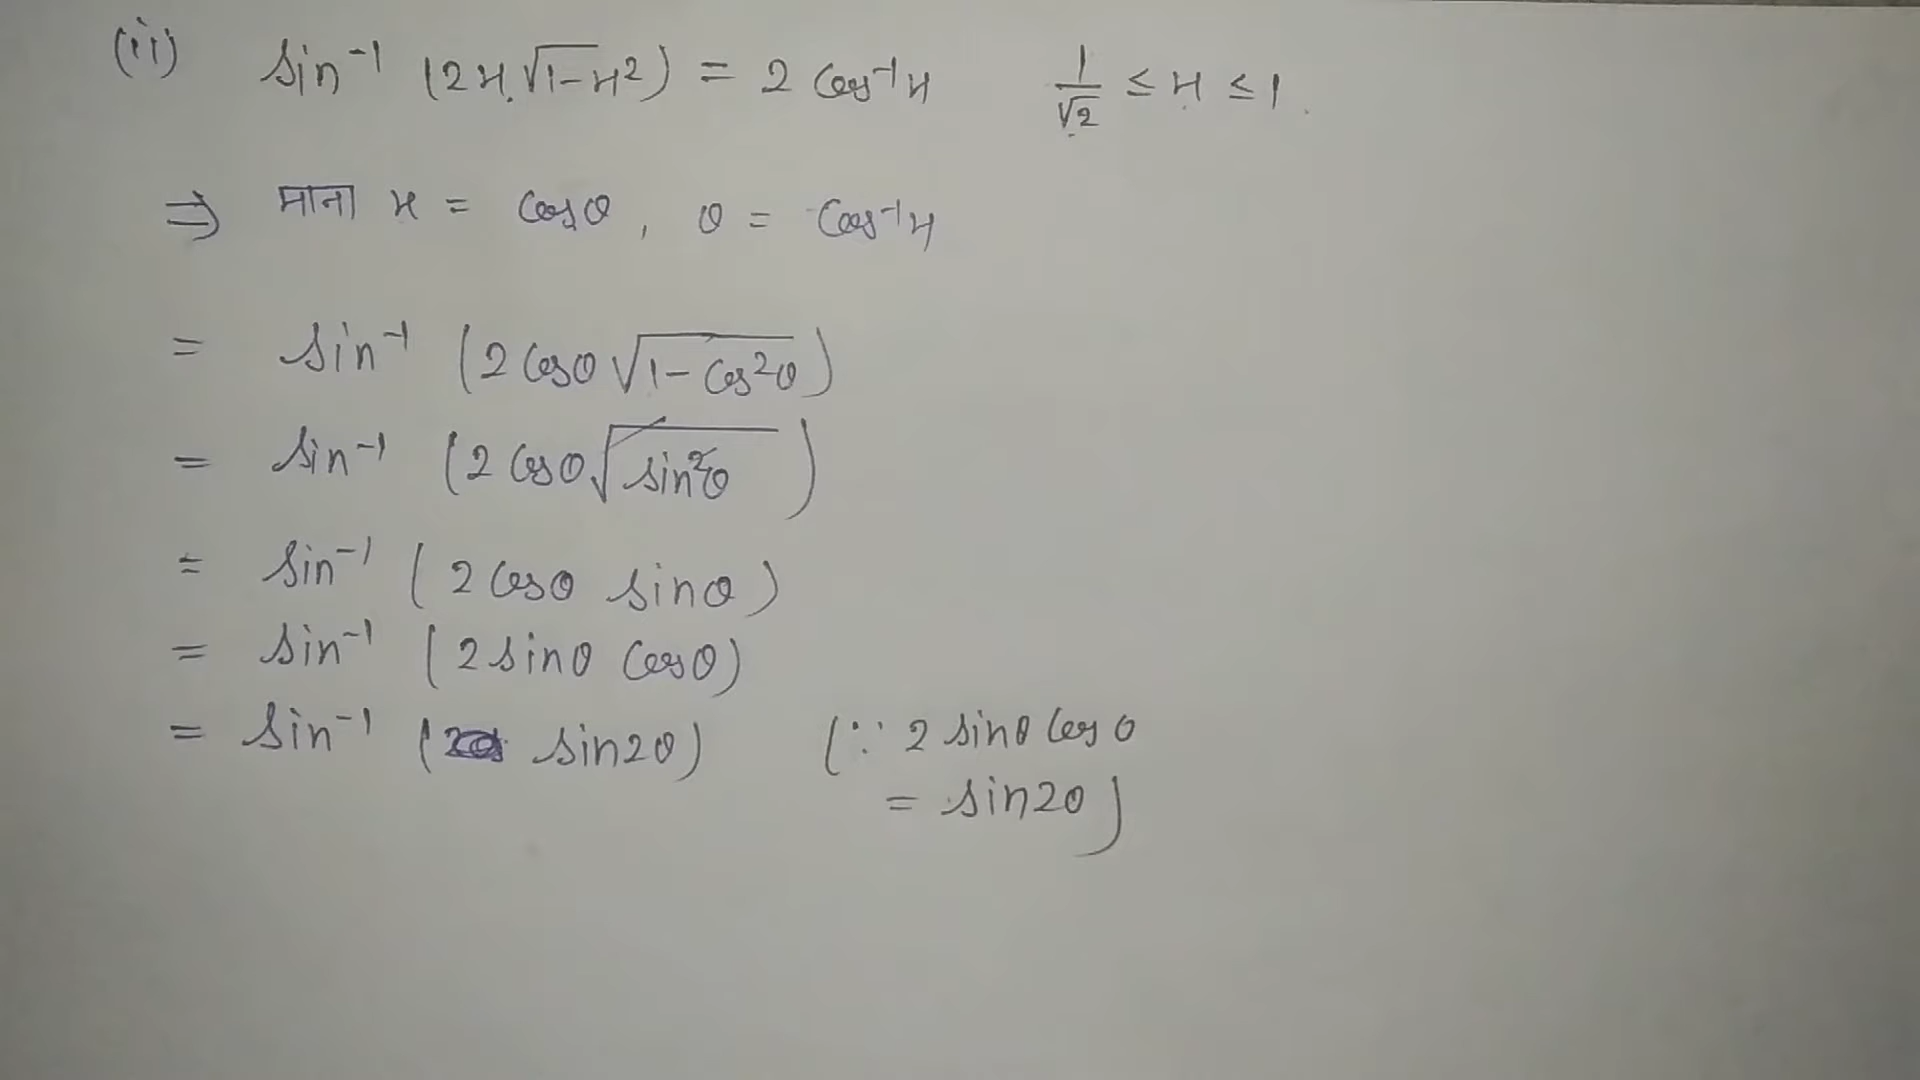 (ii) sin⁻¹ (2x.√1-x²) = 2 cos⁻¹x 1/√2 ≤ x ≤ 1.
⇒ माना x = cosθ, θ = cos⁻¹x
= sin⁻¹ (2 cosθ √1-cos²θ)
= sin⁻¹ (2 cosθ √sin²θ)
= sin⁻¹ (2 cosθ sinθ)
= sin⁻¹ (2 sinθ cosθ)
= sin⁻¹ (sin2θ) (∵ 2 sinθ cosθ
= sin2θ)